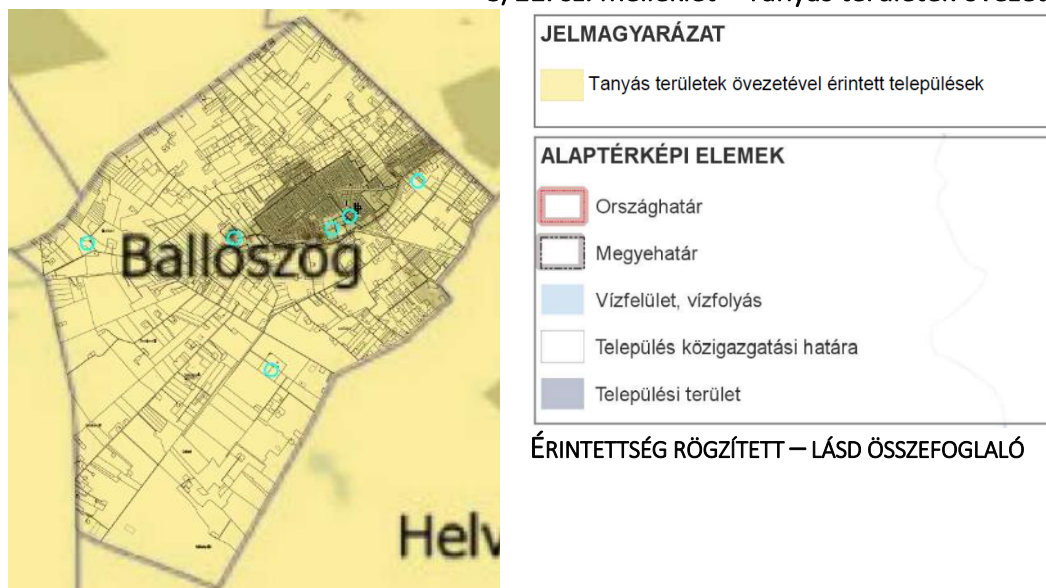 Tanyás területek övezet
Ballószög
Helv
JELMAGYARÁZAT
Tanyás területek övezetével érintett települések
ALAPTÉRKÉPI ELEMEK
Országhatár
Megyehatár
Vízfelület, vízfolyás
Település közigazgatási határa
Települési terület
ÉRINTETTSÉG RÖGZÍTETT – LÁSD ÖSSZEFOGLALÓ